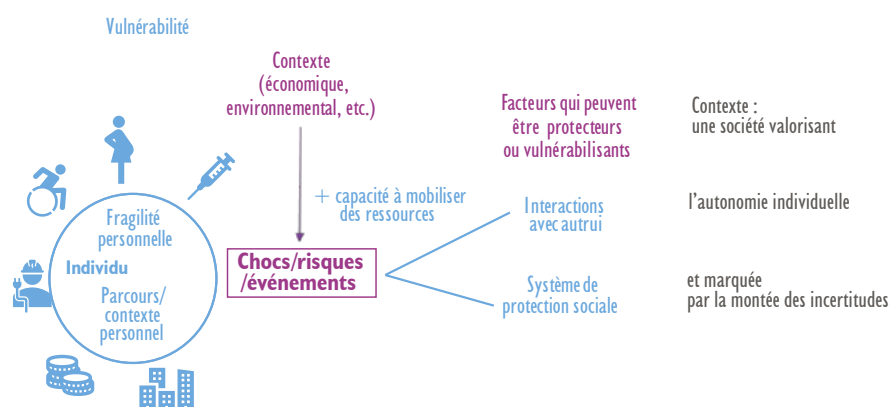 Vulnérabilité
Contexte
(économique,
environnemental, etc.)
Facteurs qui peuvent
être protecteurs
ou vulnérabilisants
Contexte :
une société valorisant
+ capacité à mobiliser
des ressources
Interactions
avec autrui
l'autonomie individuelle
Fragilité
personnelle
Individu
Parcours/
contexte
personnel
Chocs/risques
/événements
Système de
protection sociale
et marquée
par la montée des incertitudes